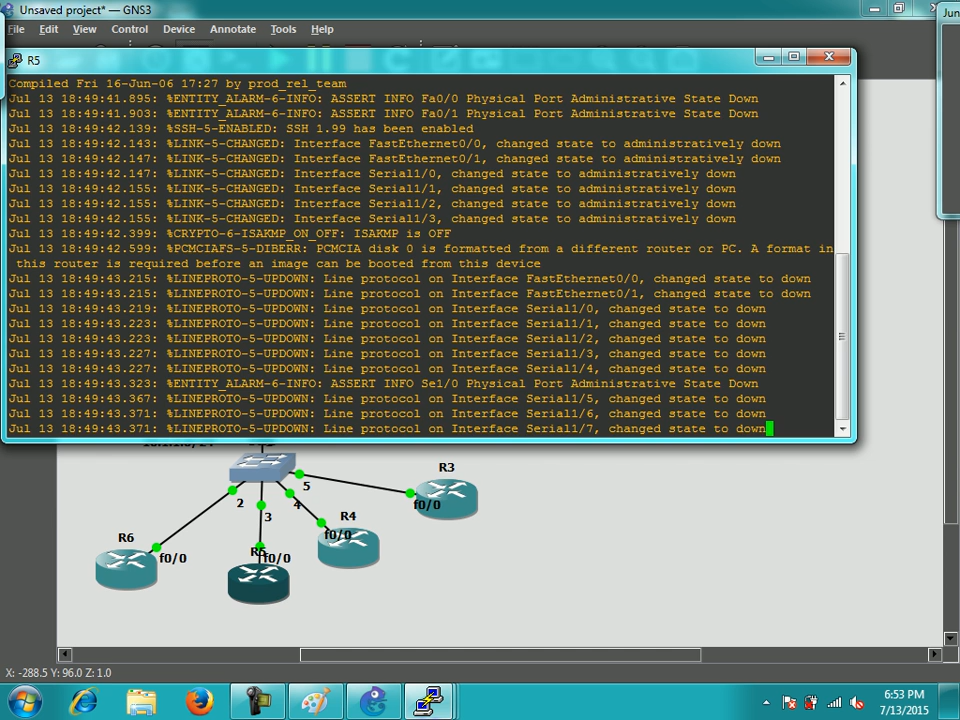 Unsaved project* — GNS3
Jun
File Edit View Control Device Annotate Tools Help
R5
Compiled Fri 16-Jun-06 17:27 by prod_rel_team
Jul 13 18:49:41.895: %ENTITY_ALARM-6-INFO: ASSERT INFO Fa0/0 Physical Port Administrative State Down
Jul 13 18:49:41.903: %ENTITY_ALARM-6-INFO: ASSERT INFO Fa0/1 Physical Port Administrative State Down
Jul 13 18:49:42.139: %SSH-5-ENABLED: SSH 1.99 has been enabled
Jul 13 18:49:42.143: %LINK-5-CHANGED: Interface FastEthernet0/0, changed state to administratively down
Jul 13 18:49:42.147: %LINK-5-CHANGED: Interface FastEthernet0/1, changed state to administratively down
Jul 13 18:49:42.147: %LINK-5-CHANGED: Interface Serial1/0, changed state to administratively down
Jul 13 18:49:42.155: %LINK-5-CHANGED: Interface Serial1/1, changed state to administratively down
Jul 13 18:49:42.155: %LINK-5-CHANGED: Interface Serial1/2, changed state to administratively down
Jul 13 18:49:42.155: %LINK-5-CHANGED: Interface Serial1/3, changed state to administratively down
Jul 13 18:49:42.399: %CRYPTO-6-ISAKMP_ON_OFF: ISAKMP is OFF
Jul 13 18:49:42.599: %PCMCIAFS-5-DIBERR: PCMCIA disk 0 is formatted from a different router or PC. A format in
this router is required before an image can be booted from this device
Jul 13 18:49:43.215: %LINEPROTO-5-UPDOWN: Line protocol on Interface FastEthernet0/0, changed state to down
Jul 13 18:49:43.215: %LINEPROTO-5-UPDOWN: Line protocol on Interface FastEthernet0/1, changed state to down
Jul 13 18:49:43.219: %LINEPROTO-5-UPDOWN: Line protocol on Interface Serial1/0, changed state to down
Jul 13 18:49:43.223: %LINEPROTO-5-UPDOWN: Line protocol on Interface Serial1/1, changed state to down
Jul 13 18:49:43.223: %LINEPROTO-5-UPDOWN: Line protocol on Interface Serial1/2, changed state to down
Jul 13 18:49:43.227: %LINEPROTO-5-UPDOWN: Line protocol on Interface Serial1/3, changed state to down
Jul 13 18:49:43.227: %LINEPROTO-5-UPDOWN: Line protocol on Interface Serial1/4, changed state to down
Jul 13 18:49:43.323: %ENTITY_ALARM-6-INFO: ASSERT INFO Se1/0 Physical Port Administrative State Down
Jul 13 18:49:43.367: %LINEPROTO-5-UPDOWN: Line protocol on Interface Serial1/5, changed state to down
Jul 13 18:49:43.371: %LINEPROTO-5-UPDOWN: Line protocol on Interface Serial1/6, changed state to down
Jul 13 18:49:43.371: %LINEPROTO-5-UPDOWN: Line protocol on Interface Serial1/7, changed state to down
R3
5
2
4
f0/0
3
R4
f0/0
R6
f0/0
R5
f0/0
X: -288.5 Y: 96.0 Z: 1.0
6:53 PM
7/13/2015